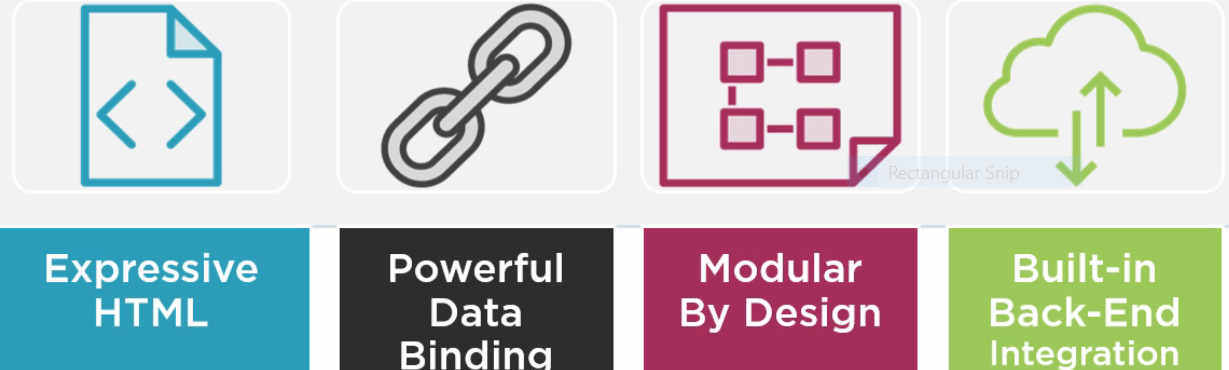 Rectangular Snip
Expressive
HTML
Powerful
Data
Binding
Modular
By Design
Built-in
Back-End
Integration